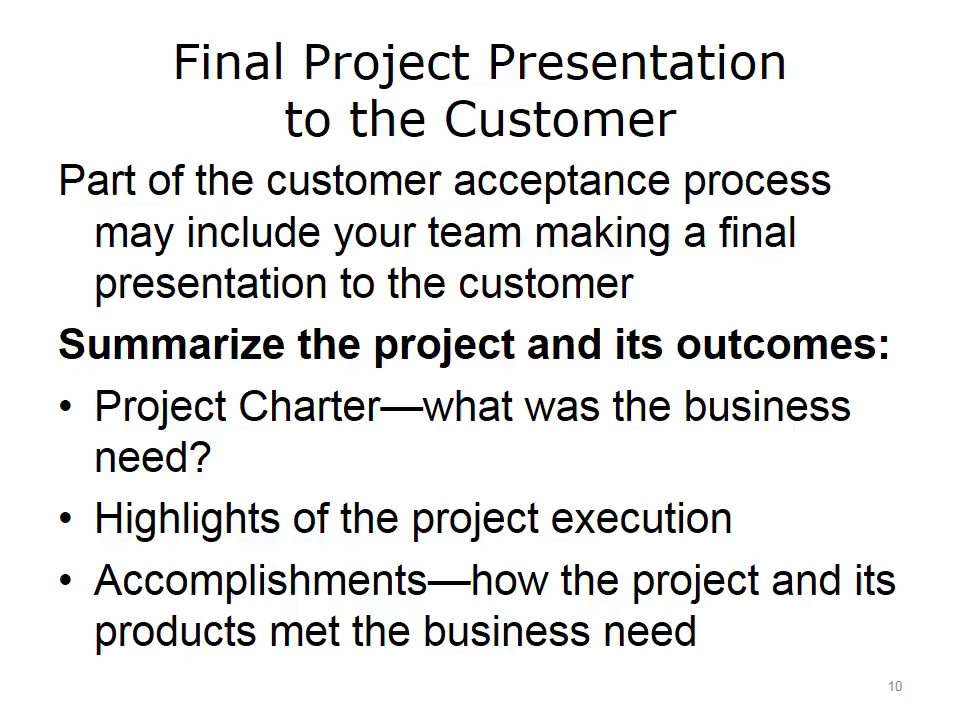 Final Project Presentation
to the Customer
Part of the customer acceptance process
may include your team making a final
presentation to the customer
Summarize the project and its outcomes:
• Project Charter—what was the business
need?
• Highlights of the project execution
• Accomplishments—how the project and its
products met the business need
10